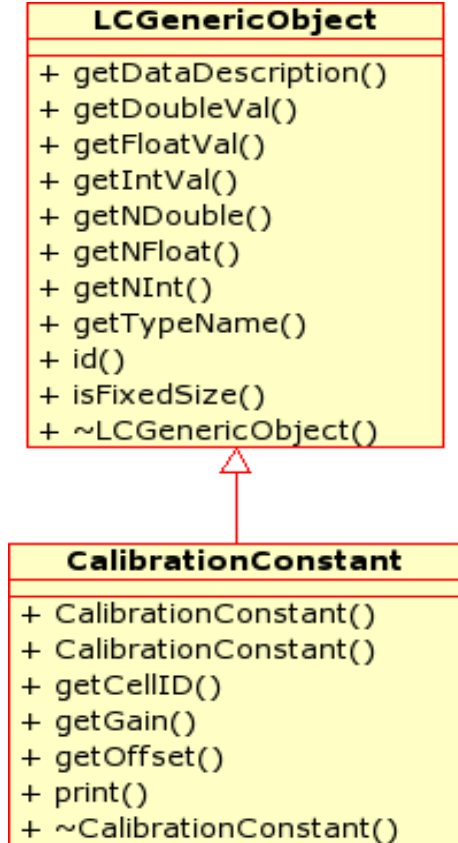 LCGenericObject
+ getDataDescription()
+ getDoubleVal()
+ getFloatVal()
+ getIntVal()
+ getNDouble()
+ getNFloat()
+ getNInt()
+ getTypeName()
+ id()
+ isFixedSize()
+ ~LCGenericObject()
CalibrationConstant
+ CalibrationConstant()
+ CalibrationConstant()
+ getCellID()
+ getGain()
+ getOffset()
+ print()
+ ~CalibrationConstant()